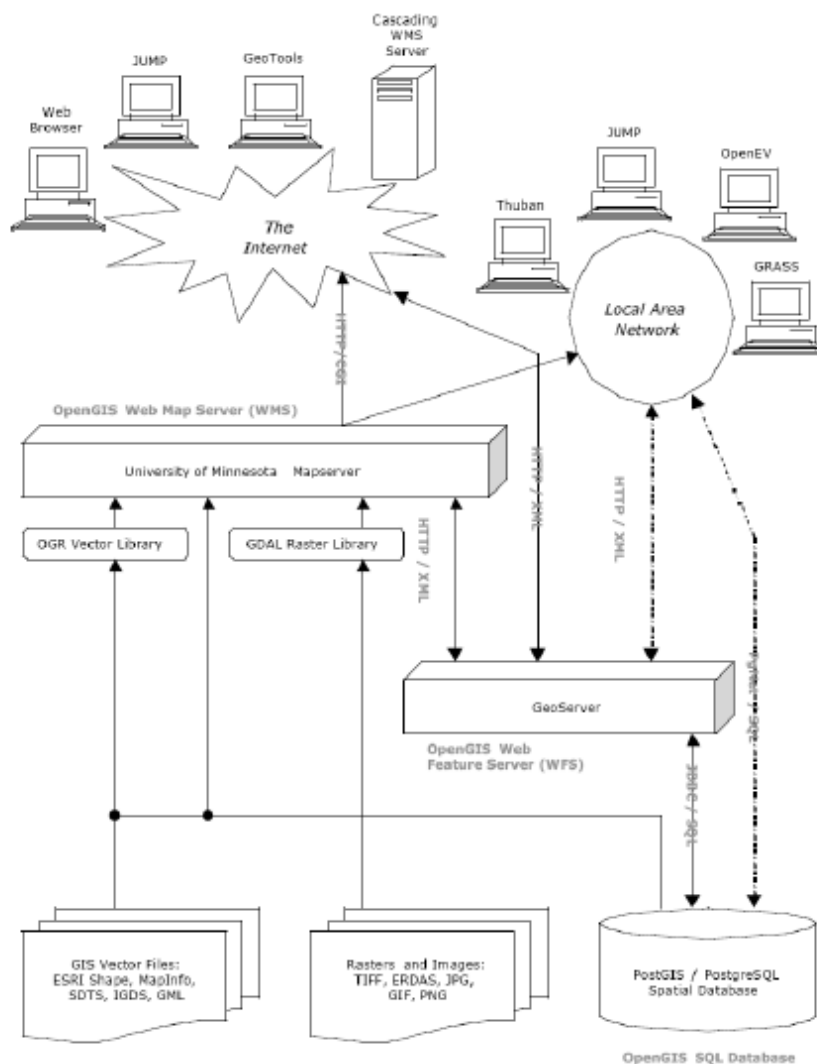 Cascading
WMS
Server
JUMP
GeoTools
Web
Browser
JUMP
OpenEV
Thuban
The
Internet
GRASS
Local Area
Network
HTTP/CGI
OpenGIS Web Map Server (WMS)
University of Minnesota Mapserver
HTTP / XML
HTTP / XML
HTTP / XML
OGR Vector Library
GDAL Raster Library
GeoServer
OpenGIS Web
Feature Server (WFS)
JDBC / SQL
/ SQL
GIS Vector Files:
ESRI Shape, MapInfo,
SDTS, IGDS, GML
Rasters and Images:
TIFF, ERDAS, JPG,
GIF, PNG
PostGIS / PostgreSQL
Spatial Database
OpenGIS SQL Database